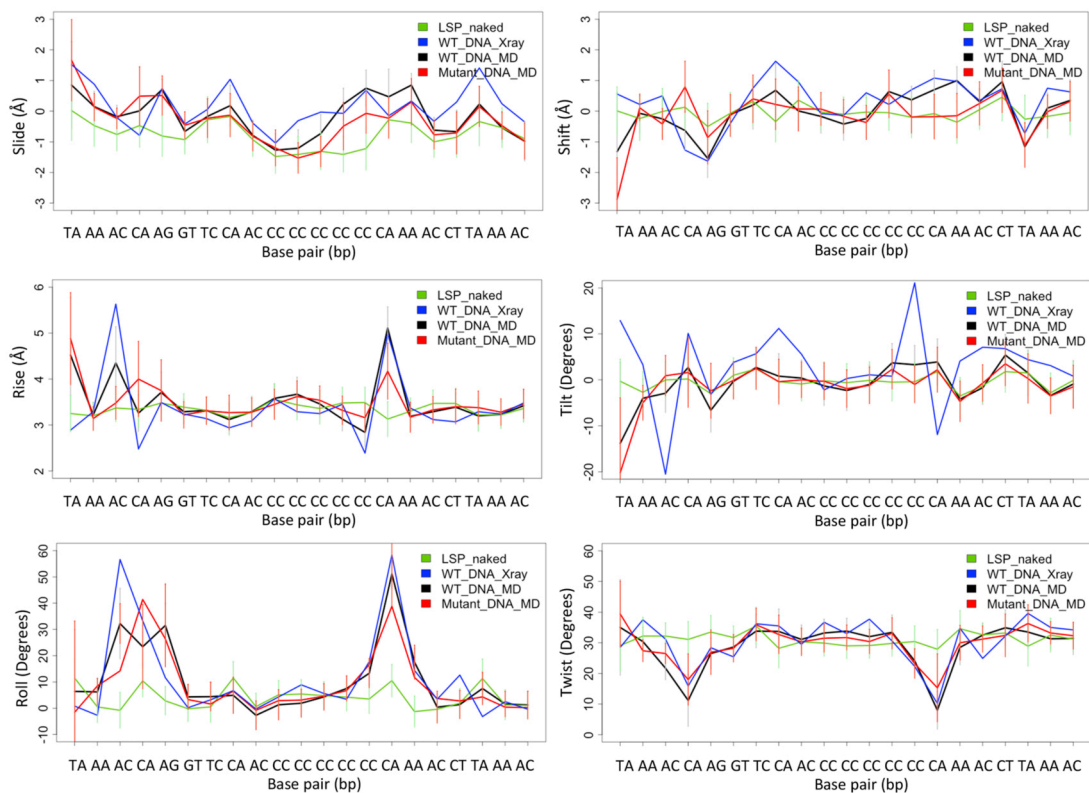 3
2
1
0
-1
-2
-3
Slide (Å)
LSP_naked
WT_DNA_Xray
WT_DNA_MD
Mutant_DNA_MD
TA AA AC CA AG GT TC CA AC CC CC CC CC CC CA AA AC CT TA AA AC
Base pair (bp)
3
2
1
0
-1
-2
-3
Shift (Å)
LSP_naked
WT_DNA_Xray
WT_DNA_MD
Mutant_DNA_MD
TA AA AC CA AG GT TC CA AC CC CC CC CC CC CA AA AC CT TA AA AC
Base pair (bp)
6
5
4
3
2
Rise (Å)
LSP_naked
WT_DNA_Xray
WT_DNA_MD
Mutant_DNA_MD
TA AA AC CA AG GT TC CA AC CC CC CC CC CC CA AA AC CT TA AA AC
Base pair (bp)
20
10
0
-10
-20
Tilt (Degrees)
LSP_naked
WT_DNA_Xray
WT_DNA_MD
Mutant_DNA_MD
TA AA AC CA AG GT TC CA AC CC CC CC CC CC CA AA AC CT TA AA AC
Base pair (bp)
60
50
40
30
20
10
0
-10
Roll (Degrees)
LSP_naked
WT_DNA_Xray
WT_DNA_MD
Mutant_DNA_MD
TA AA AC CA AG GT TC CA AC CC CC CC CC CC CA AA AC CT TA AA AC
Base pair (bp)
60
50
40
30
20
10
0
Twist (Degrees)
LSP_naked
WT_DNA_Xray
WT_DNA_MD
Mutant_DNA_MD
TA AA AC CA AG GT TC CA AC CC CC CC CC CC CA AA AC CT TA AA AC
Base pair (bp)